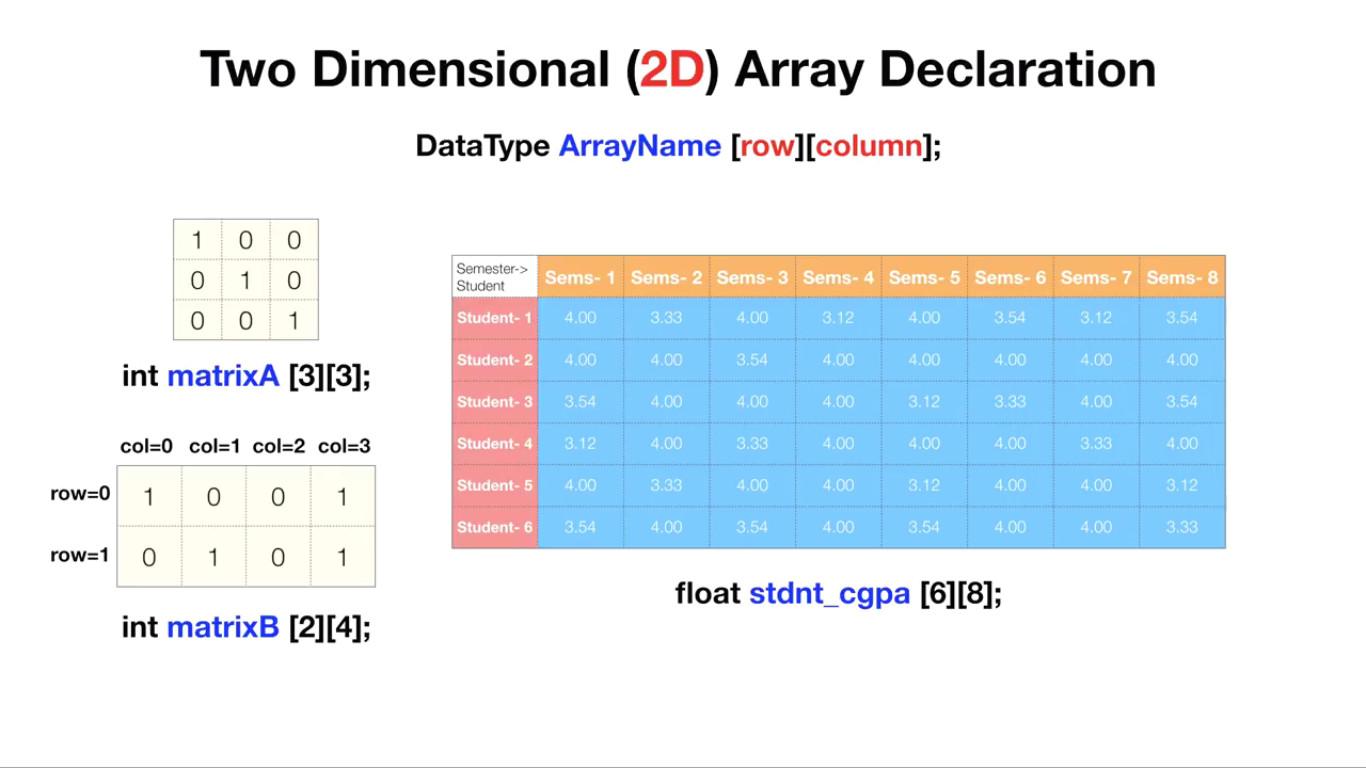 Two Dimensional (2D) Array Declaration
DataType ArrayName [row][column];
1 0 0
0 1 0
0 0 1
int matrixA [3][3];
col=0 col=1 col=2 col=3
row=0 1 0 0 1
row=1 0 1 0 1
int matrixB [2][4];
Semester->
Student
Sems- 1 Sems- 2 Sems- 3 Sems- 4 Sems- 5 Sems- 6 Sems- 7 Sems- 8
Student- 1 4.00 3.33 4.00 3.12 4.00 3.54 3.12 3.54
Student- 2 4.00 4.00 3.54 4.00 4.00 4.00 4.00 4.00
Student- 3 3.54 4.00 4.00 4.00 3.12 3.33 4.00 3.54
Student- 4 3.12 4.00 3.33 4.00 4.00 4.00 3.33 4.00
Student- 5 4.00 3.33 4.00 4.00 3.12 4.00 4.00 3.12
Student- 6 3.54 4.00 3.54 4.00 3.54 4.00 4.00 3.33
float stdnt_cgpa [6][8];